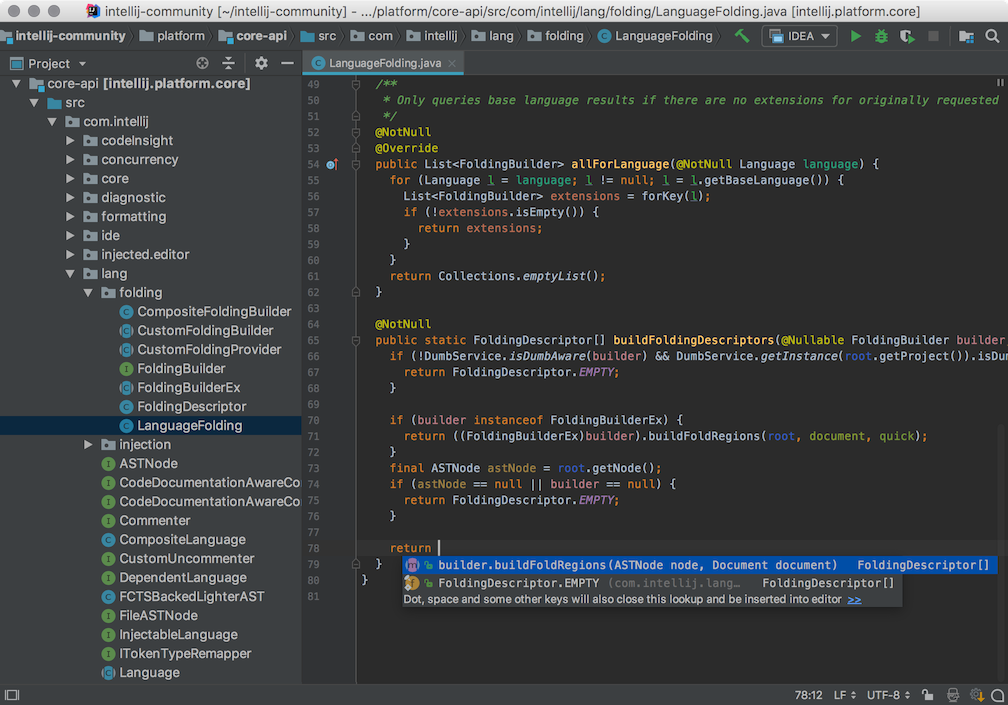 intellij-community [~/intellij-community] - .../platform/core-api/src/com/intellij/lang/folding/LanguageFolding.java [intellij.platform.core]
intellij-community platform core-api src com intellij lang folding LanguageFolding IDEA
Project
LanguageFolding.java
core-api [intellij.platform.core]
src
com.intellij
codeInsight
concurrency
core
diagnostic
formatting
ide
injected.editor
lang
folding
CompositeFoldingBuilder
CustomFoldingBuilder
CustomFoldingProvider
FoldingBuilder
FoldingBuilderEx
FoldingDescriptor
LanguageFolding
injection
ASTNode
CodeDocumentationAwareCo
CodeDocumentationAwareCo
Commenter
CompositeLanguage
CustomUncommenter
DependentLanguage
FCTSBackedLighterAST
FileASTNode
InjectableLanguage
ITokenTypeRemapper
Language
49 /**
50 * Only queries base language results if there are no extensions for originally requested
51 */
52 @NotNull
53 @Override
54 public List<FoldingBuilder> allForLanguage(@NotNull Language language) {
55 for (Language l = language; l != null; l = l.getBaseLanguage()) {
56 List<FoldingBuilder> extensions = forKey(l);
57 if (!extensions.isEmpty()) {
58 return extensions;
59 }
60 }
61 return Collections.emptyList();
62 }
63
64 @NotNull
65 public static FoldingDescriptor[] buildFoldingDescriptors(@Nullable FoldingBuilder builder,
66 if (!DumbService.isDumbAware(builder) && DumbService.getInstance(root.getProject()).isDum
67 return FoldingDescriptor.EMPTY;
68 }
69
70 if (builder instanceof FoldingBuilderEx) {
71 return ((FoldingBuilderEx)builder).buildFoldRegions(root, document, quick);
72 }
73 final ASTNode astNode = root.getNode();
74 if (astNode == null || builder == null) {
75 return FoldingDescriptor.EMPTY;
76 }
77
78 return
79 }
80 }
81
builder.buildFoldRegions(ASTNode node, Document document) FoldingDescriptor[]
FoldingDescriptor.EMPTY (com.intellij.lang… FoldingDescriptor[]
Dot, space and some other keys will also close this lookup and be inserted into editor >>
78:12 LF UTF-8